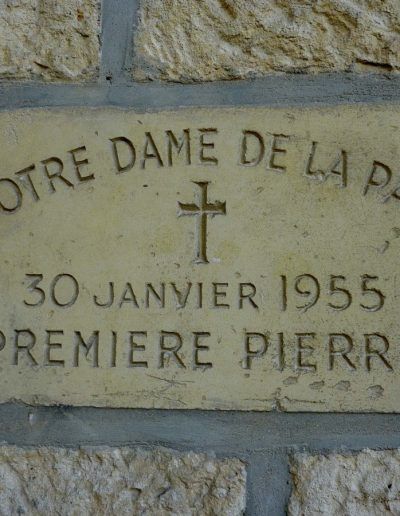 OTRE DAME DE LA PA
30 JANVIER 1955
PREMIERE PIERR